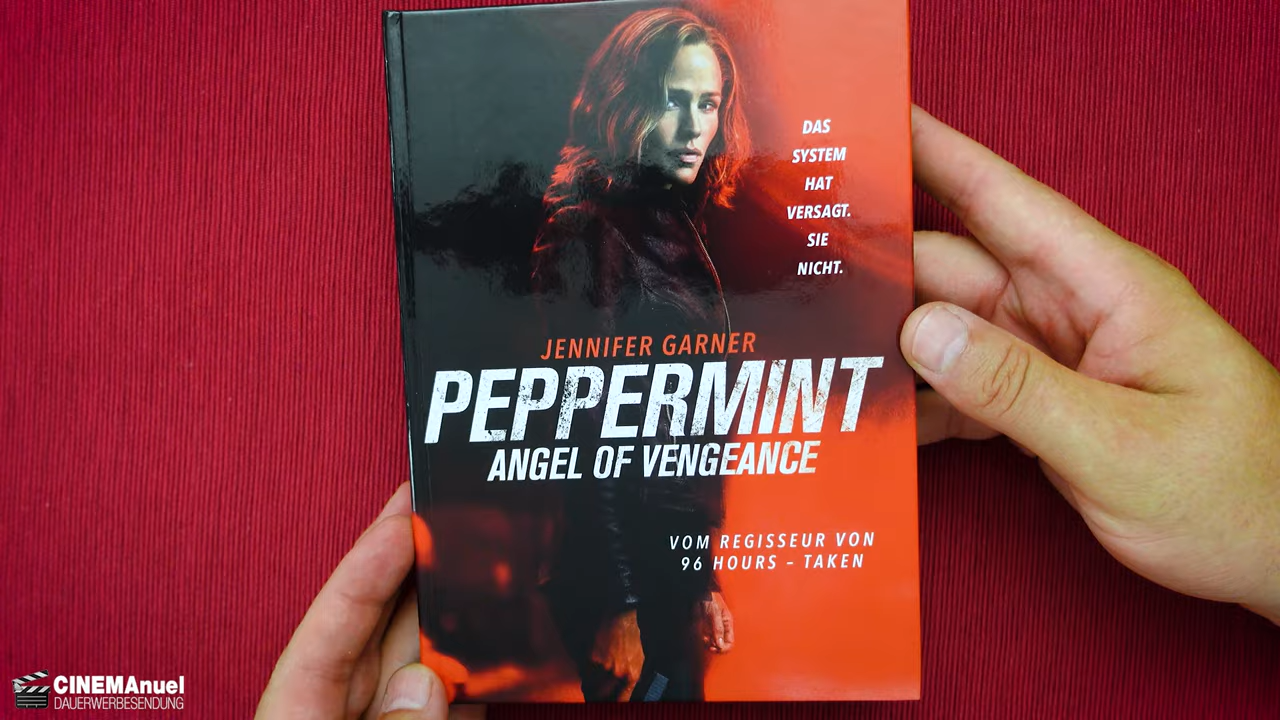 DAS
SYSTEM
HAT
VERSAGT.
SIE
NICHT.
JENNIFER GARNER
PEPPERMINT
ANGEL OF VENGEANCE
VOM REGISSEUR VON
96 HOURS – TAKEN
CINEMAnuel
DAUERWERBESENDUNG